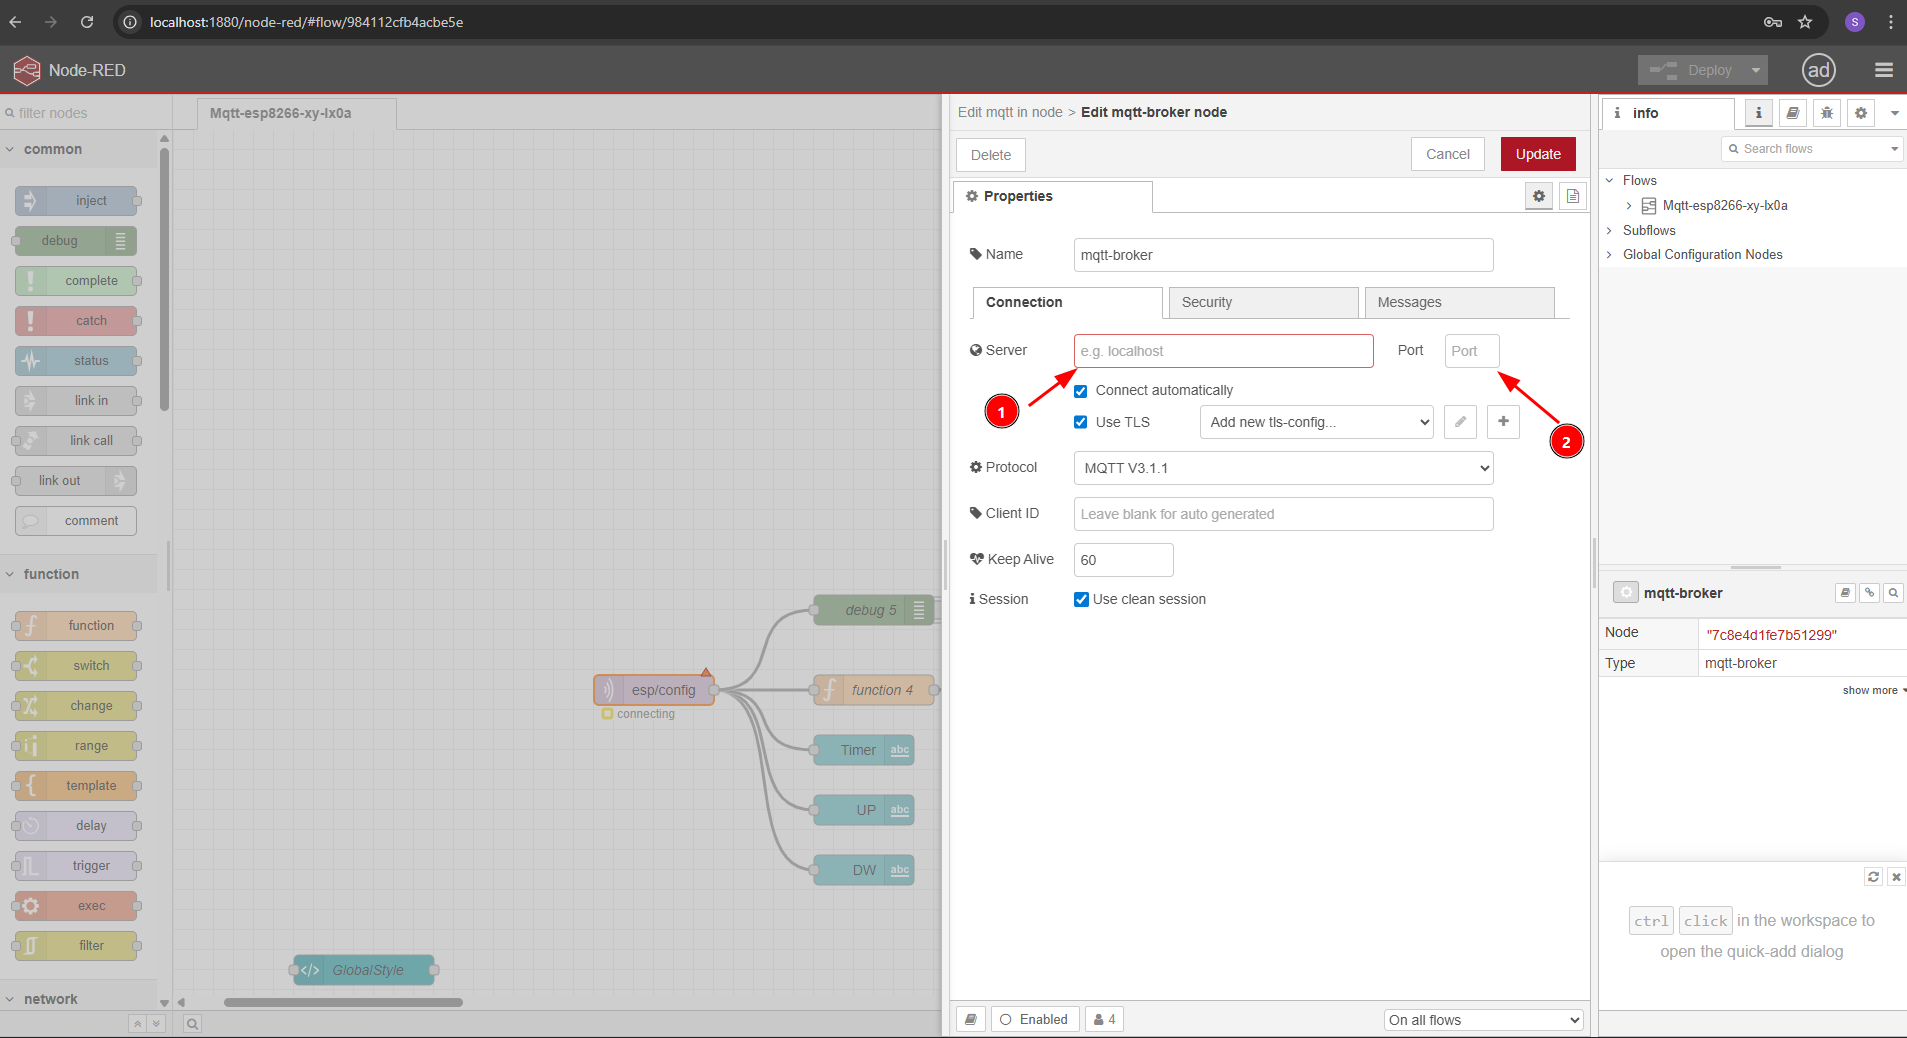 localhost:1880/node-red/#flow/984112cfb4acbe5e
S
Node-RED
Deploy
ad
filter nodes
common
inject
debug
complete
catch
status
link in
link call
link out
comment
function
function
switch
change
range
template
delay
trigger
exec
filter
network
Mqtt-esp8266-xy-lx0a
debug 5
esp/config
connecting
function 4
Timer abc
UP abc
DW abc
GlobalStyle
Edit mqtt in node > Edit mqtt-broker node
Delete
Cancel
Update
Properties
Name mqtt-broker
Connection Security Messages
Server e.g. localhost Port Port
Connect automatically
1
Use TLS Add new tls-config...
2
Protocol MQTT V3.1.1
Client ID Leave blank for auto generated
Keep Alive 60
Session Use clean session
Enabled
4
On all flows
info
Search flows
Flows
Mqtt-esp8266-xy-lx0a
Subflows
Global Configuration Nodes
mqtt-broker
Node "7c8e4d1fe7b51299"
Type mqtt-broker
show more
ctrl click in the workspace to
open the quick-add dialog